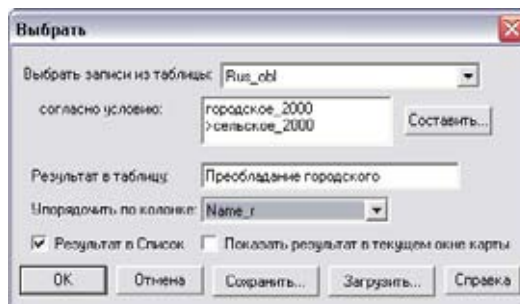 Выбрать
Выбрать записи из таблицы: Rus_obl
согласно условию: городское_2000
>сельское_2000
Составить...
Результат в таблицу: Преобладание городского
Упорядочить по колонке: Name_r
Результат в Список Показать результат в текущем окне карты
OK Отмена Сохранить... Загрузить... Справка